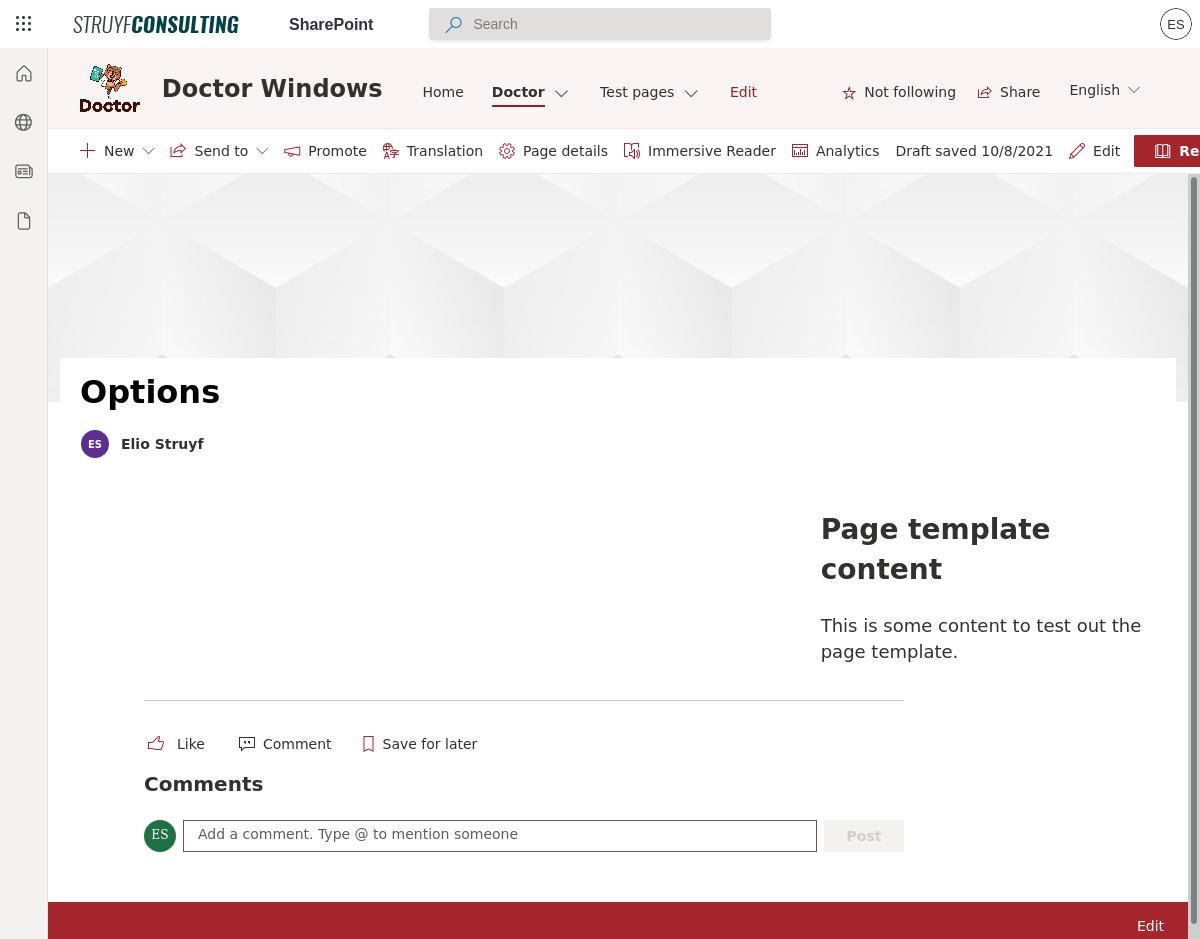 STRUYFCONSULTING SharePoint Search ES
Doctor Doctor Windows Home Doctor Test pages Edit Not following Share English
New Send to Promote Translation Page details Immersive Reader Analytics Draft saved 10/8/2021 Edit Re
Options
ES Elio Struyf
Page template
content
This is some content to test out the
page template.
Like Comment Save for later
Comments
ES Add a comment. Type @ to mention someone Post
Edit